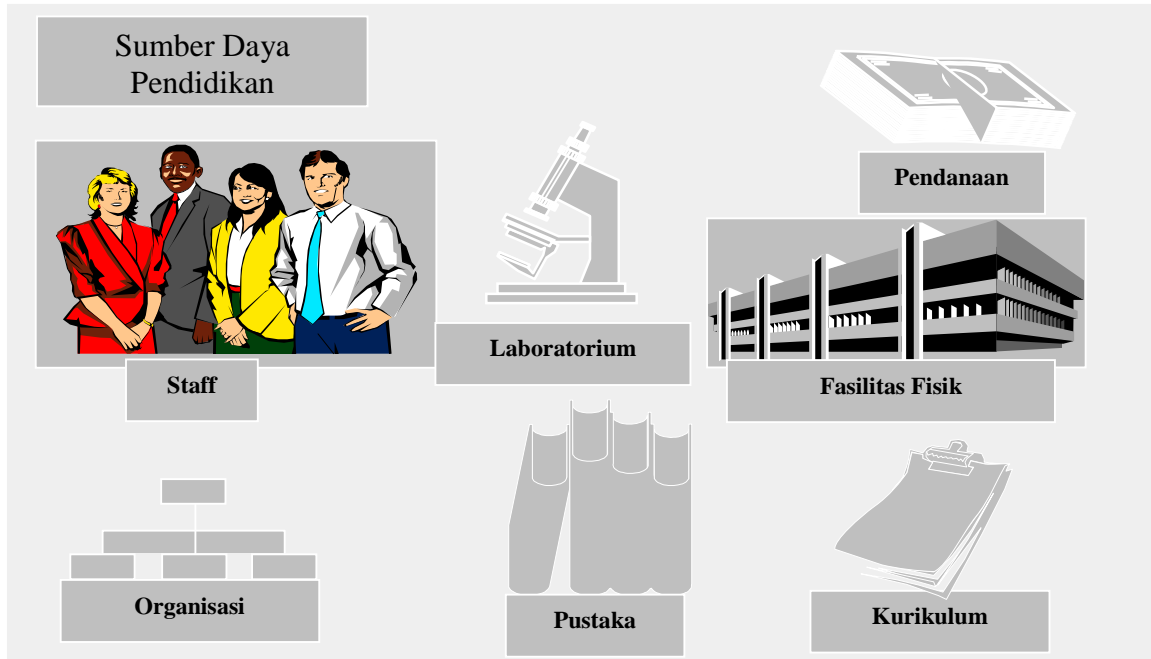 Sumber Daya
Pendidikan
Pendanaan
Laboratorium
Staff
Fasilitas Fisik
Organisasi
Pustaka
Kurikulum